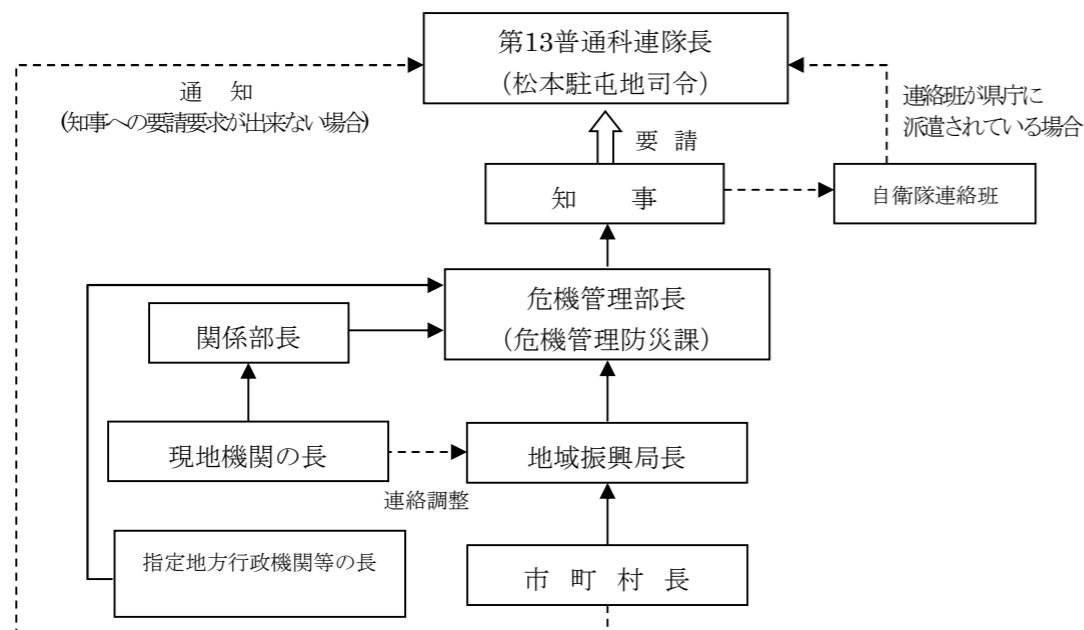 第13普通科連隊長
（松本駐屯地司令）
通　知
（知事への要請要求が出来ない場合）
連絡班が県庁に
派遣されている場合
要　請
知　　事
自衛隊連絡班
危機管理部長
（危機管理防災課）
関係部長
現地機関の長
地域振興局長
連絡調整
指定地方行政機関等の長
市　町　村　長